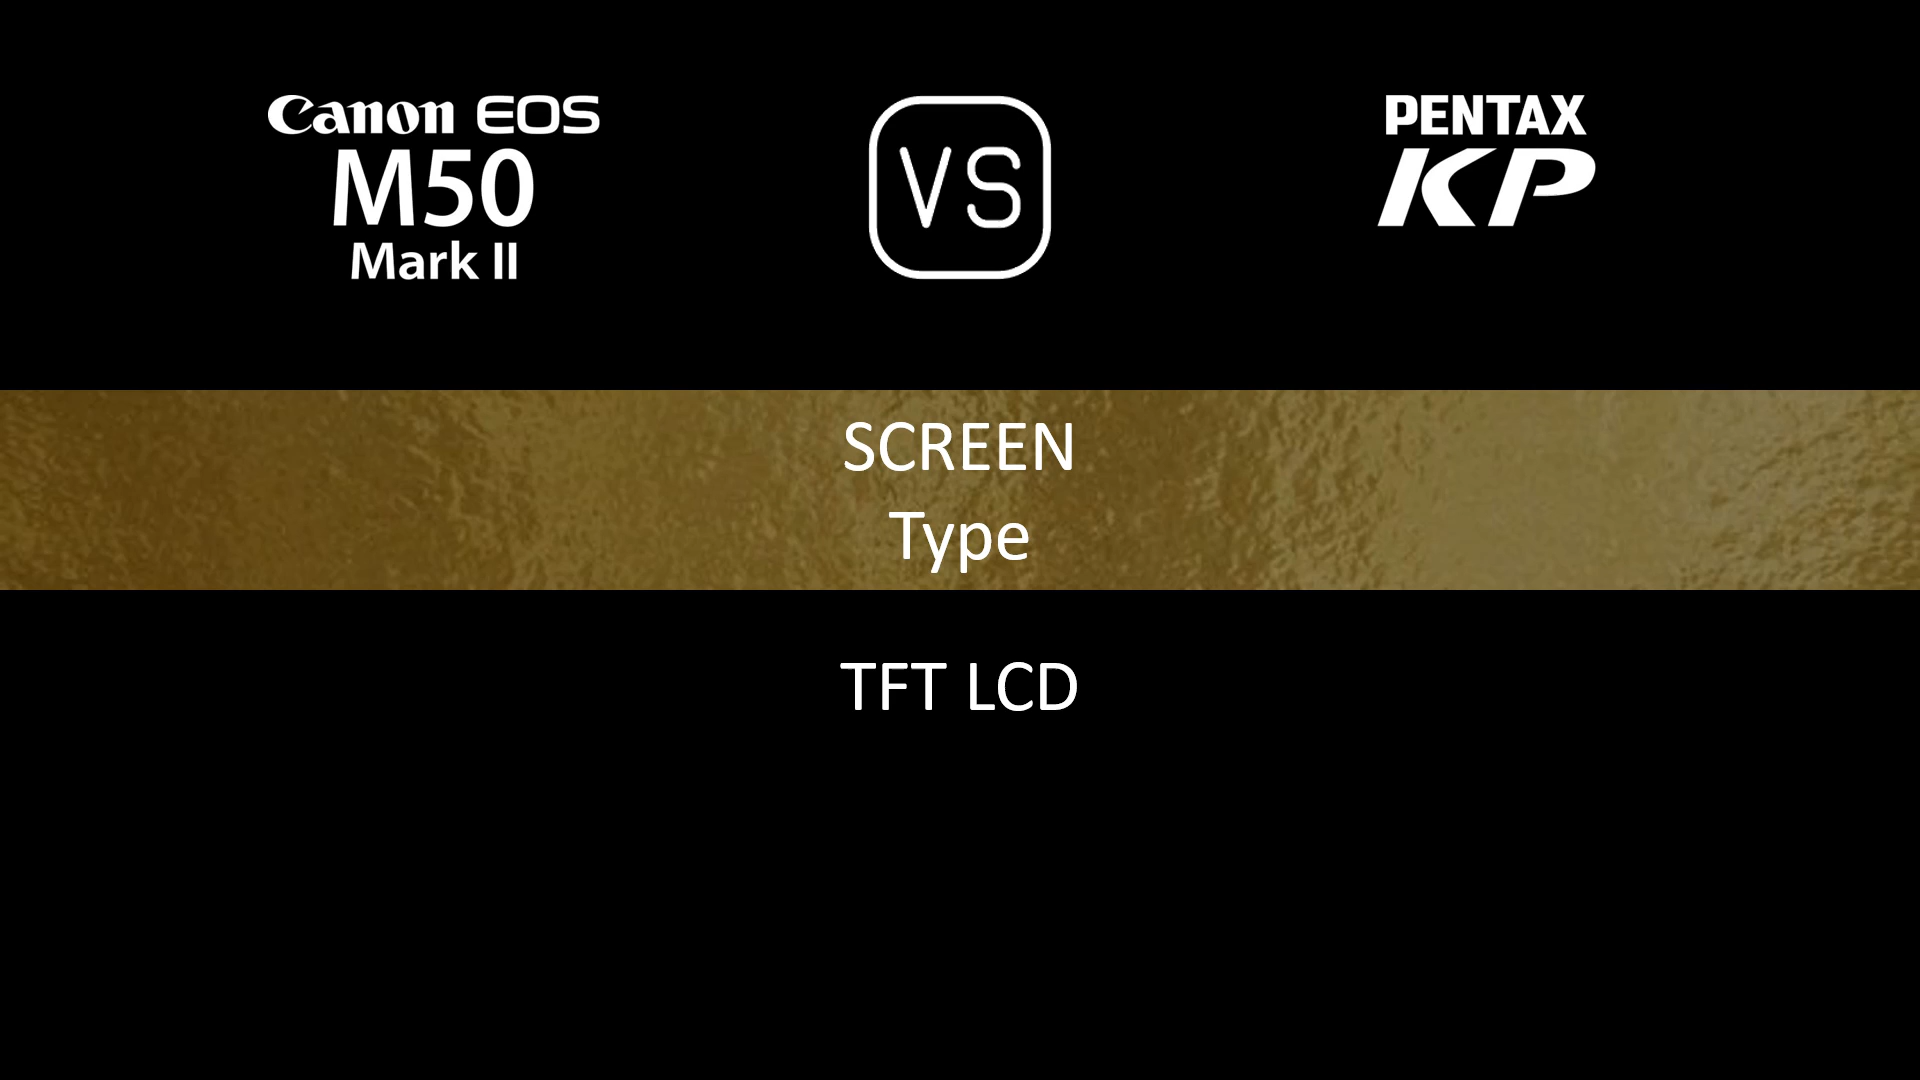 Canon EOS
M50
Mark II
VS
PENTAX
KP
SCREEN
Type
TFT LCD